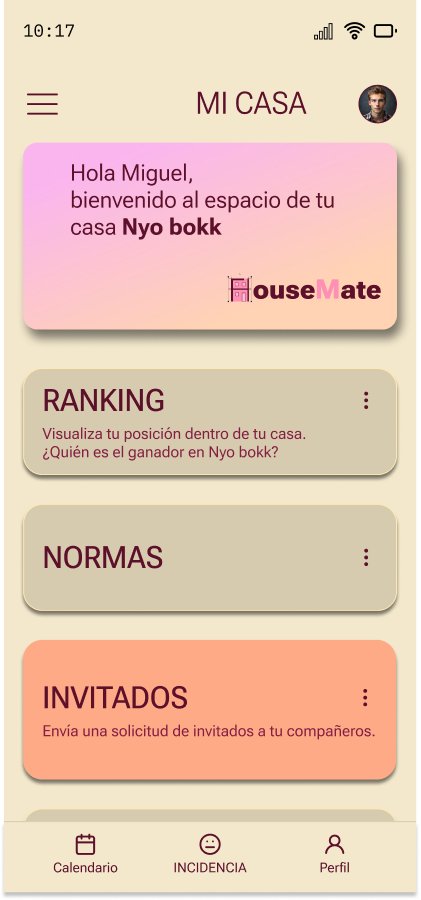 10:17
MI CASA
Hola Miguel,
bienvenido al espacio de tu
casa Nyo bokk
HouseMate
RANKING
Visualiza tu posición dentro de tu casa.
¿Quién es el ganador en Nyo bokk?
NORMAS
INVITADOS
Envía una solicitud de invitados a tu compañeros.
Calendario
INCIDENCIA
Perfil